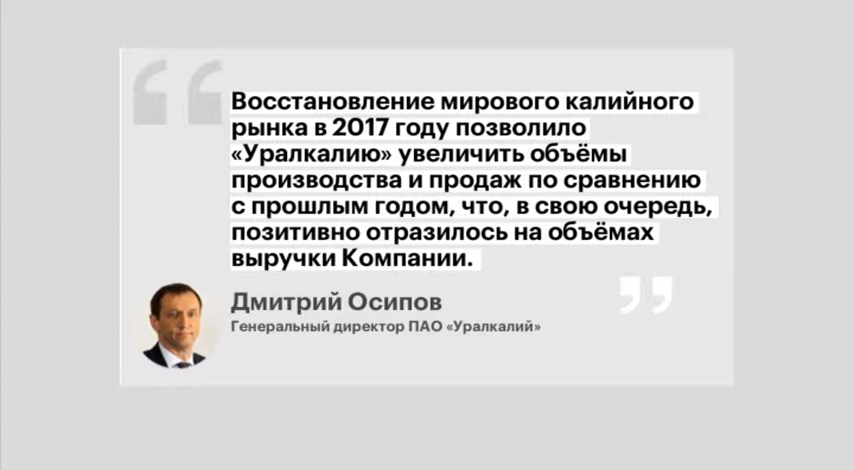 Восстановление мирового калийного
рынка в 2017 году позволило
«Уралкалию» увеличить объёмы
производства и продаж по сравнению
с прошлым годом, что, в свою очередь,
позитивно отразилось на объёмах
выручки Компании.
Дмитрий Осипов
Генеральный директор ПАО «Уралкалий»